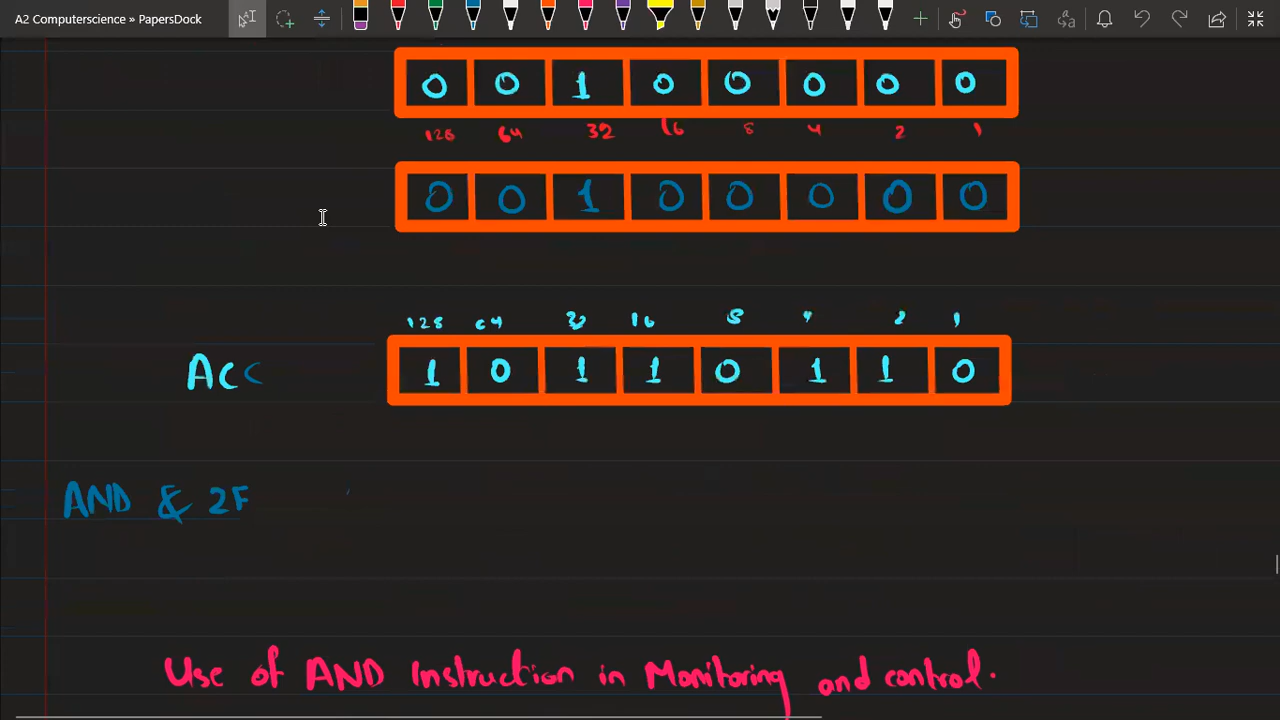 A2 Computerscience » PapersDock
0 0 1 0 0 0 0 0
128 64 32 16 8 4 2 1
0 0 1 0 0 0 0 0
128 64 32 16 8 4 2 1
ACC 1 0 1 1 0 1 1 0
AND & 2F
Use of AND Instruction in Monitoring and control.